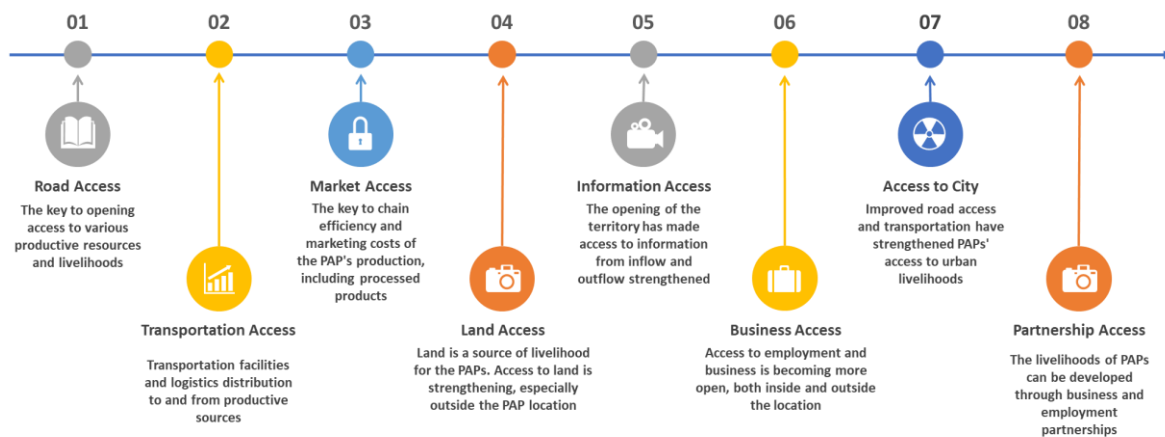 01
02
03
04
05
06
07
08
Road Access
The key to opening
access to various
productive resources
and livelihoods
Transportation Access
Transportation facilities
and logistics distribution
to and from productive
sources
Market Access
The key to chain
efficiency and
marketing costs of
the PAP's production,
including processed
products
Land Access
Land is a source of livelihood
for the PAPs. Access to land is
strengthening, especially
outside the PAP location
Information Access
The opening of the
territory has made
access to information
from inflow and
outflow strengthened
Business Access
Access to employment and
business is becoming more
open, both inside and outside
the location
Access to City
Improved road access
and transportation have
strengthened PAPs'
access to urban
livelihoods
Partnership Access
The livelihoods of PAPs
can be developed
through business and
employment
partnerships